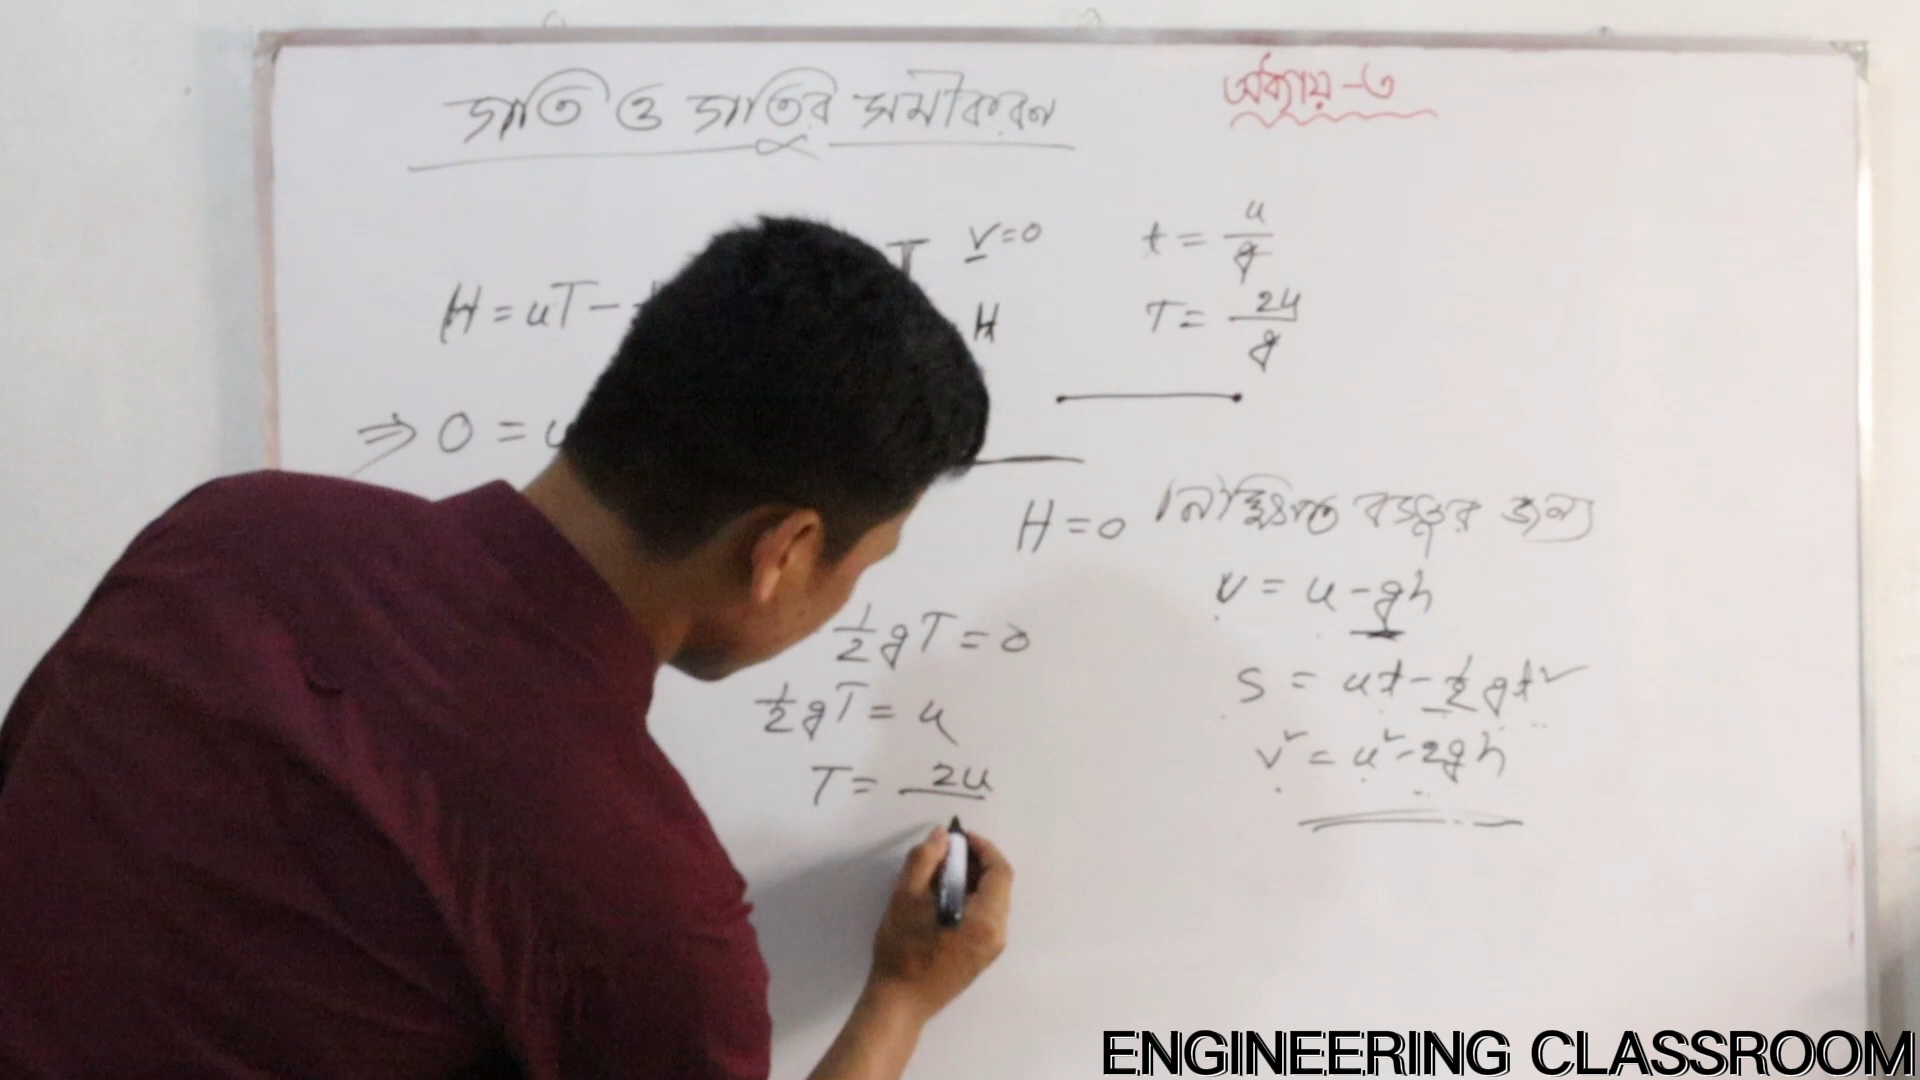 গতি ও গতির সমীকরণ
অধ্যায়-৩
H = uT -
⇒ 0 = u
T
v=0
H
t = u/g
T = 2u/g
H=0
নিক্ষিপ্ত বস্তুর জন্য
v = u - gh
s = ut - ½gt²
v² = u² - 2gh
½gT = 0
½gT = u
T = 2u
ENGINEERING CLASSROOM